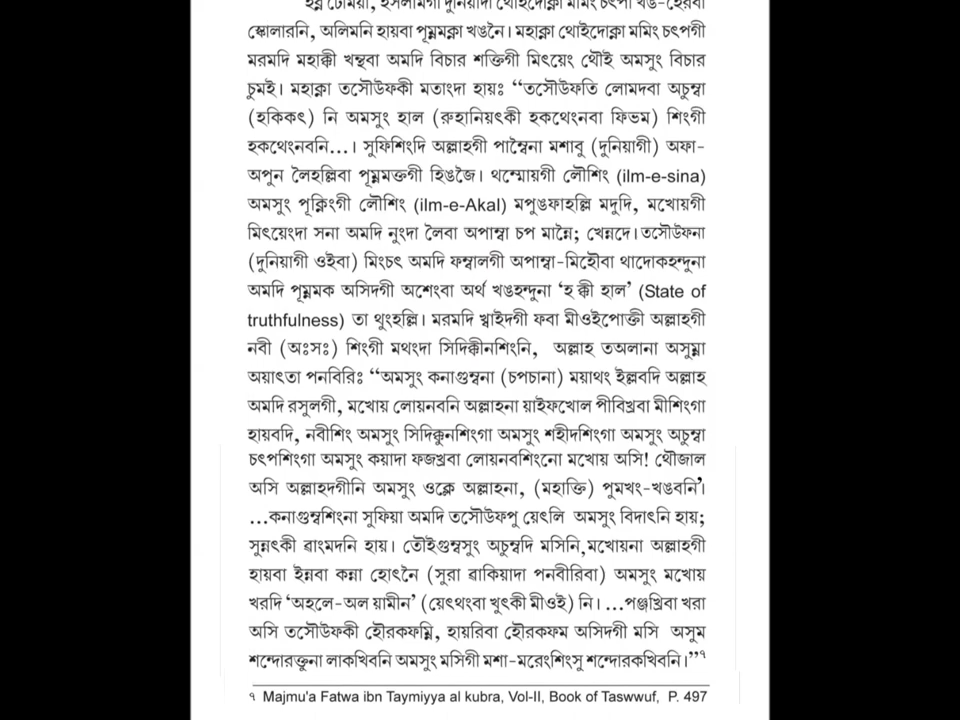 স্কোলারনি, অলিমনি হায়বা পূম্নমক্না খঙনৈ। মহাক্না থোইদোক্না মমিং চৎপগী
মরমদি মহাক্কী খন্থবা অমদি বিচার শক্তিগী মিৎয়েং থৌই অমসুং বিচার
চুমই। মহাক্না তসৌউফকী মতাংদা হায়ঃ “তসৌউফতি লোমদবা অচুম্বা
(হকিকৎ) নি অমসুং হাল (রুহানিয়ৎকী হকথেংনবা ফিভম) শিংগী
হকথেংনবনি...। সুফিশিংদি অল্লাহগী পাম্বৈনা মশাবু (দুনিয়াগী) অফা-
অপুন লৈহল্লিবা পূম্নমক্তগী হিঙজৈ। থম্মোয়গী লৌশিং (ilm-e-sina)
অমসুং পূক্নিংগী লৌশিং (ilm-e-Akal) মপুঙফাহল্লি মদুদি, মখোয়গী
মিৎয়েংদা সনা অমদি নুংদা লৈবা অপাম্বা চপ মান্নৈ; খেন্নদে। তসৌউফনা
(দুনিয়াগী ওইবা) মিংচৎ অমদি ফম্বালগী অপাম্বা-মিহৌবা থাদোকহন্দুনা
অমদি পূম্নমক অসিদগী অশেংবা অর্থ খঙহন্দুনা ‘হ ক্কী হাল’ (State of
truthfulness) তা থুংহল্লি। মরমদি খ্বাইদগী ফবা মীওইপোক্তী অল্লাহগী
নবী (অঃসঃ) শিংগী মথংদা সিদিক্কীনশিংনি, অল্লাহ তঅলানা অসুম্না
অয়াৎতা পনবিরিঃ “অমসুং কনাগুম্বনা (চপচানা) ময়াথং ইল্লবদি অল্লাহ
অমদি রসুলগী, মখোয় লোয়নবনি অল্লাহনা য়াইফখোল পীবিখ্রবা মীশিংগা
হায়বদি, নবীশিং অমসুং সিদিক্কুনশিংগা অমসুং শহীদশিংগা অমসুং অচুম্বা
চৎপশিংগা অমসুং কয়াদা ফজখ্রবা লোয়নবশিংনো মখোয় অসি! থৌজাল
অসি অল্লাহদগীনি অমসুং ওক্লে অল্লাহনা, (মহাক্তি) পুমখং-খঙবনি’।
...কনাগুম্বশিংনা সুফিয়া অমদি তসৌউফপু য়েৎলি অমসুং বিদাৎনি হায়;
সুন্নৎকী ৱাংমদনি হায়। তৌইগুম্বসুং অচুম্বদি মসিনি,মখোয়না অল্লাহগী
হায়বা ইন্নবা কন্না হোৎনৈ (সুরা ৱাকিয়াদা পনবীরিবা) অমসুং মখোয়
খরদি ‘অহলে-অল য়ামীন’ (য়েৎথংবা খুৎকী মীওই) নি। ...পঞ্জখ্রিবা খরা
অসি তসৌউফকী হৌরকফম্নি, হায়রিবা হৌরকফম অসিদগী মসি অসুম
শন্দোরক্তুনা লাকখিবনি অমসুং মসিগী মশা-মরেংশিংসু শন্দোরকখিবনি।”৭
৭ Majmu'a Fatwa ibn Taymiyya al kubra, Vol-II, Book of Taswwuf, P. 497